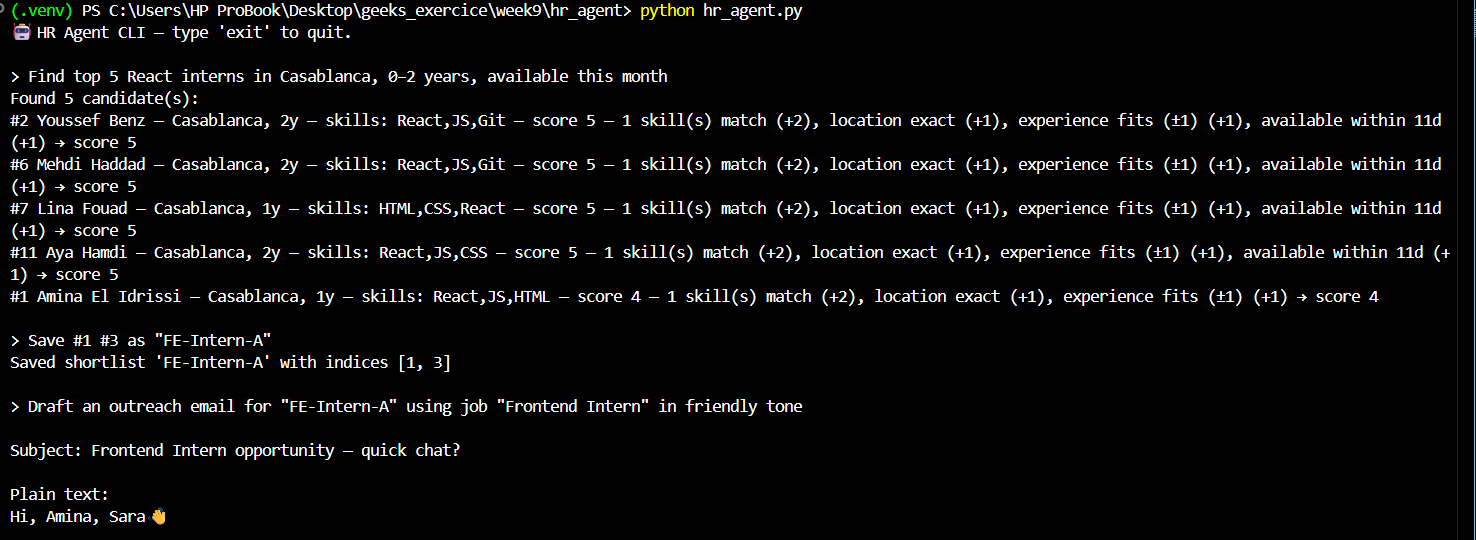 (.venv) PS C:\Users\HP ProBook\Desktop\geeks_exercice\week9\hr_agent> python hr_agent.py
🤖 HR Agent CLI — type 'exit' to quit.
> Find top 5 React interns in Casablanca, 0–2 years, available this month
Found 5 candidate(s):
#2 Youssef Benz — Casablanca, 2y — skills: React,JS,Git — score 5 — 1 skill(s) match (+2), location exact (+1), experience fits (±1) (+1), available within 11d
(+1) → score 5
#6 Mehdi Haddad — Casablanca, 2y — skills: React,JS,Git — score 5 — 1 skill(s) match (+2), location exact (+1), experience fits (±1) (+1), available within 11d
(+1) → score 5
#7 Lina Fouad — Casablanca, 1y — skills: HTML,CSS,React — score 5 — 1 skill(s) match (+2), location exact (+1), experience fits (±1) (+1), available within 11d
(+1) → score 5
#11 Aya Hamdi — Casablanca, 2y — skills: React,JS,CSS — score 5 — 1 skill(s) match (+2), location exact (+1), experience fits (±1) (+1), available within 11d (+
1) → score 5
#1 Amina El Idrissi — Casablanca, 1y — skills: React,JS,HTML — score 4 — 1 skill(s) match (+2), location exact (+1), experience fits (±1) (+1) → score 4
> Save #1 #3 as "FE-Intern-A"
Saved shortlist 'FE-Intern-A' with indices [1, 3]
> Draft an outreach email for "FE-Intern-A" using job "Frontend Intern" in friendly tone
Subject: Frontend Intern opportunity — quick chat?
Plain text:
Hi, Amina, Sara 👋